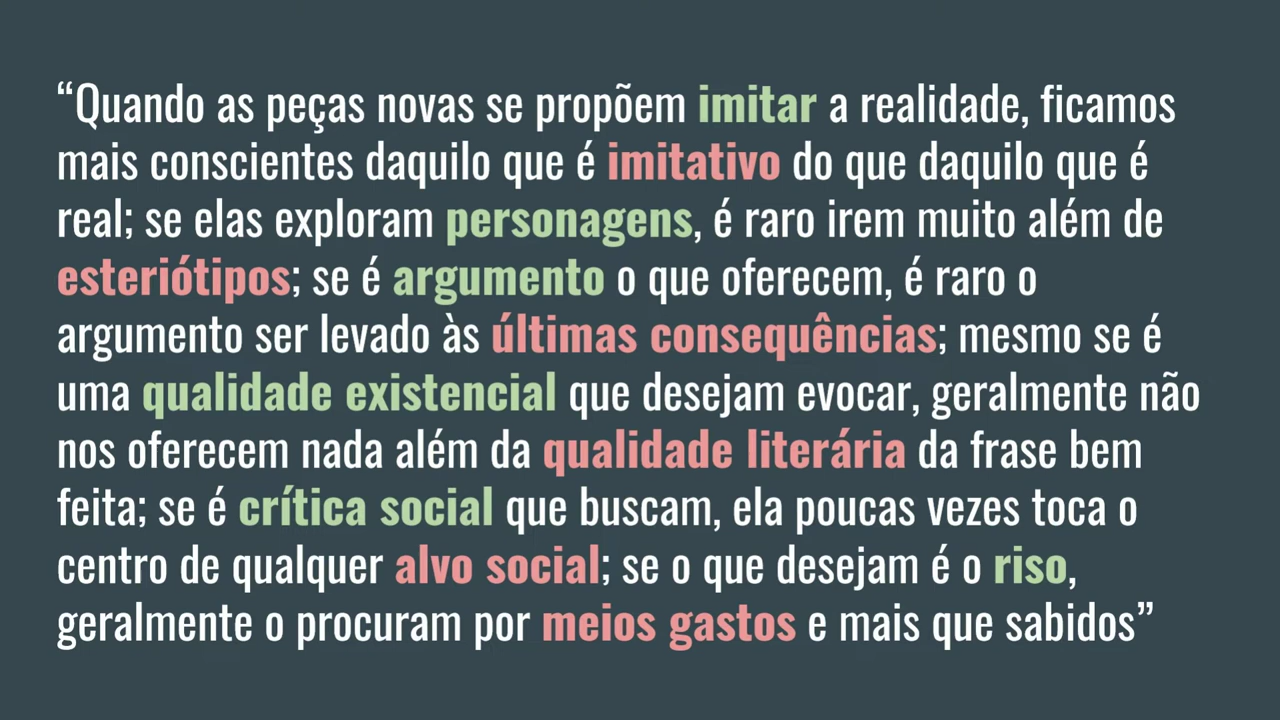 “Quando as peças novas se propõem imitar a realidade, ficamos
mais conscientes daquilo que é imitativo do que daquilo que é
real; se elas exploram personagens, é raro irem muito além de
esteriótipos; se é argumento o que oferecem, é raro o
argumento ser levado às últimas consequências; mesmo se é
uma qualidade existencial que desejam evocar, geralmente não
nos oferecem nada além da qualidade literária da frase bem
feita; se é crítica social que buscam, ela poucas vezes toca o
centro de qualquer alvo social; se o que desejam é o riso,
geralmente o procuram por meios gastos e mais que sabidos”